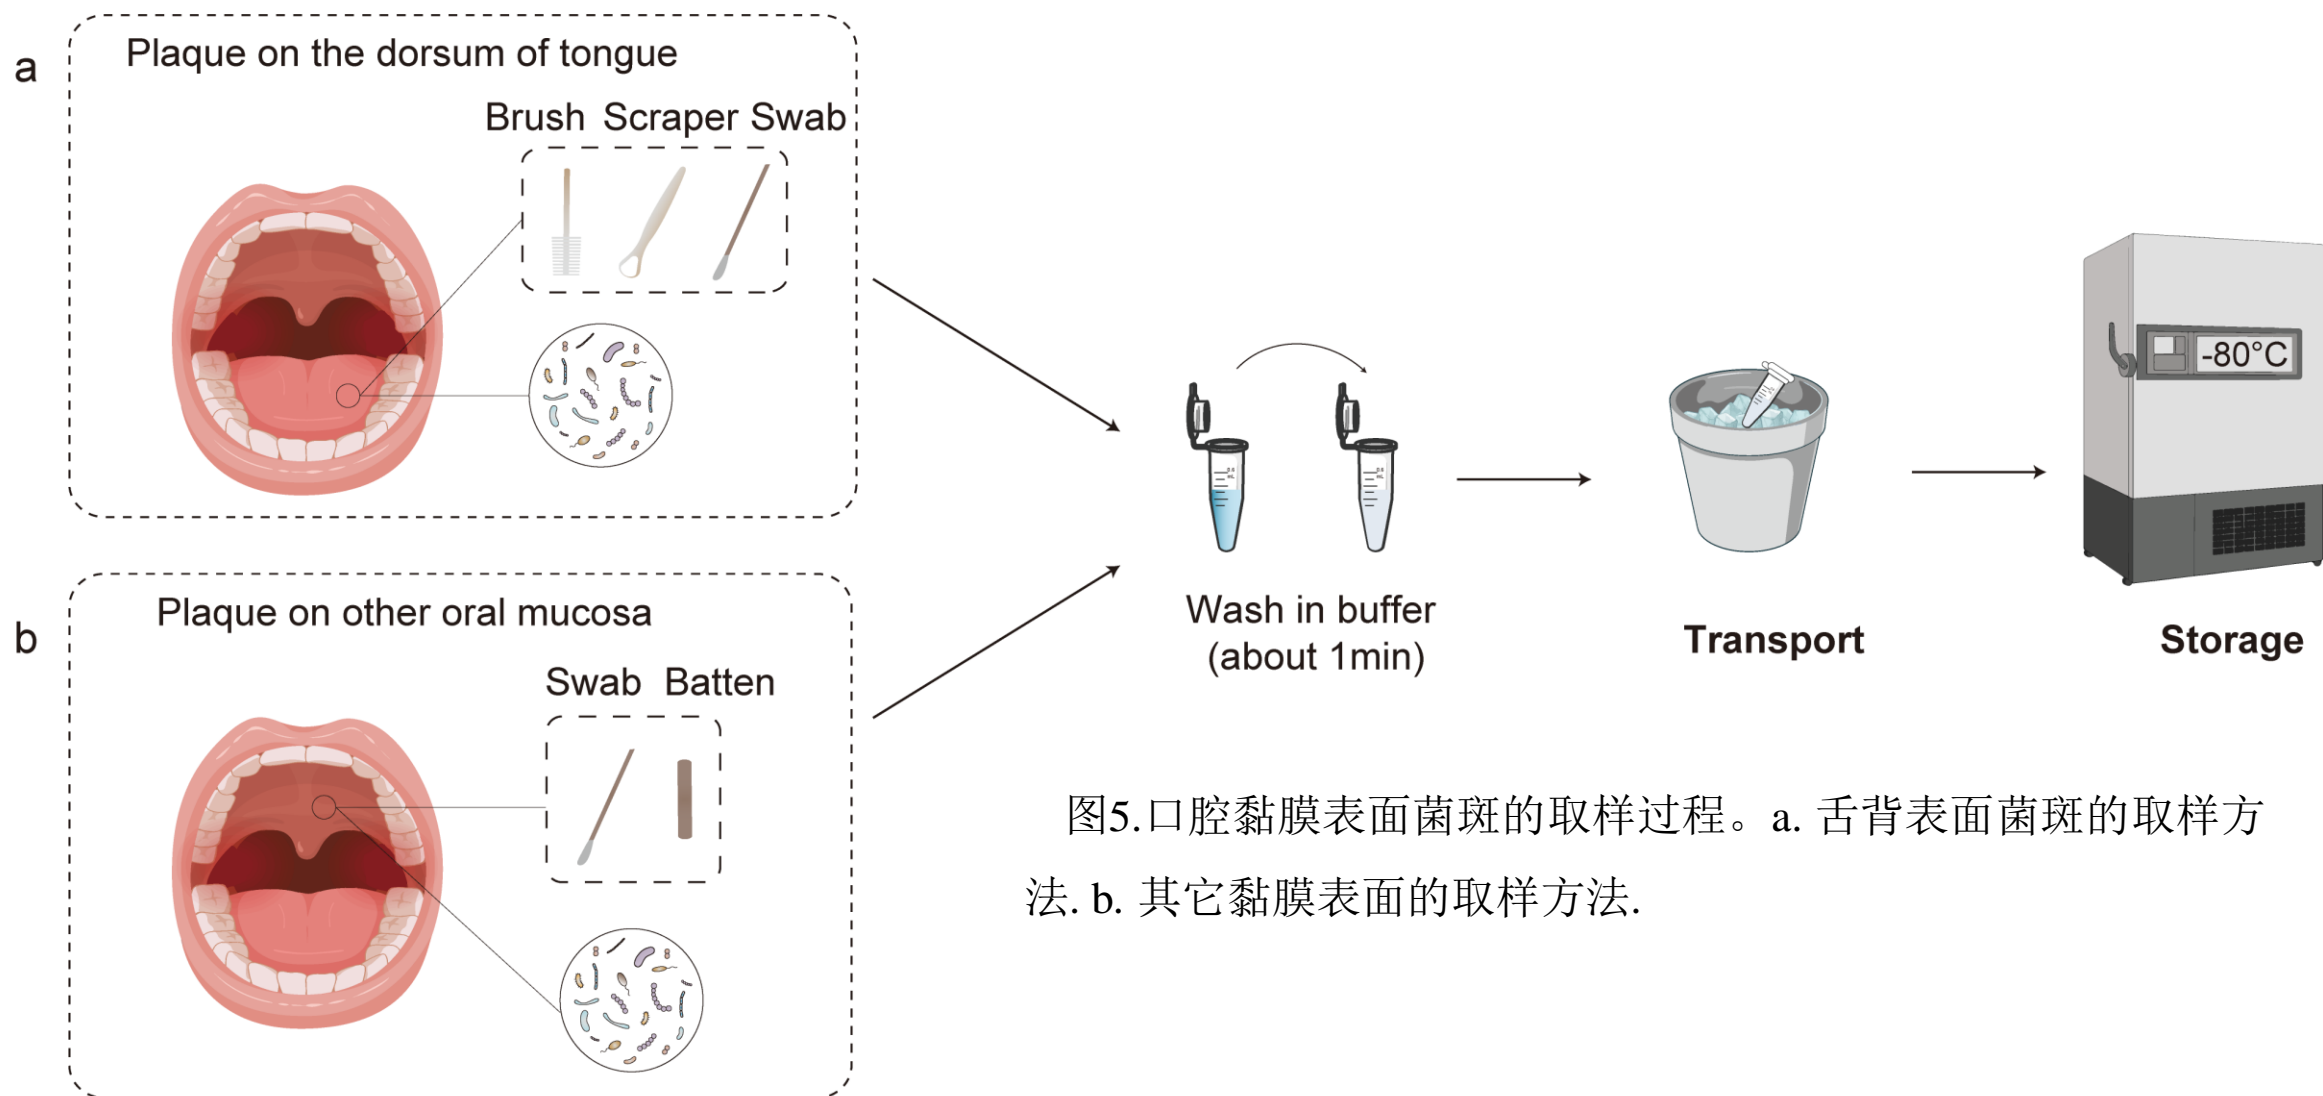 a
Plaque on the dorsum of tongue
Brush Scraper Swab
b
Plaque on other oral mucosa
Swab Batten
Wash in buffer
(about 1min)
Transport
-80°C
Storage
图5.口腔黏膜表面菌斑的取样过程。a. 舌背表面菌斑的取样方
法. b. 其它黏膜表面的取样方法.